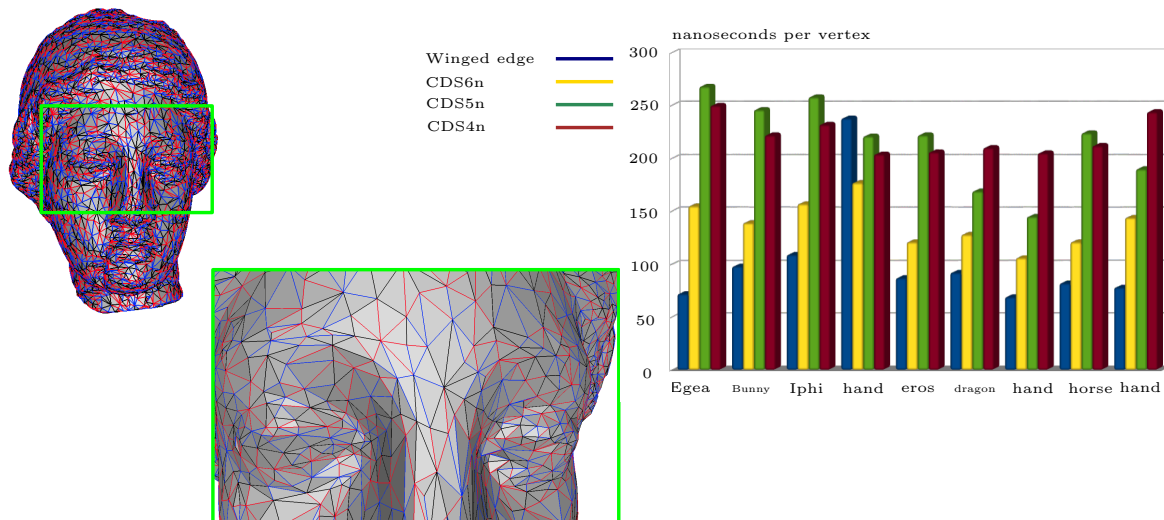 nanoseconds per vertex
Winged edge
CDS6n
CDS5n
CDS4n
300
250
200
150
100
50
0
Egea Bunny Iphi hand eros dragon hand horse hand